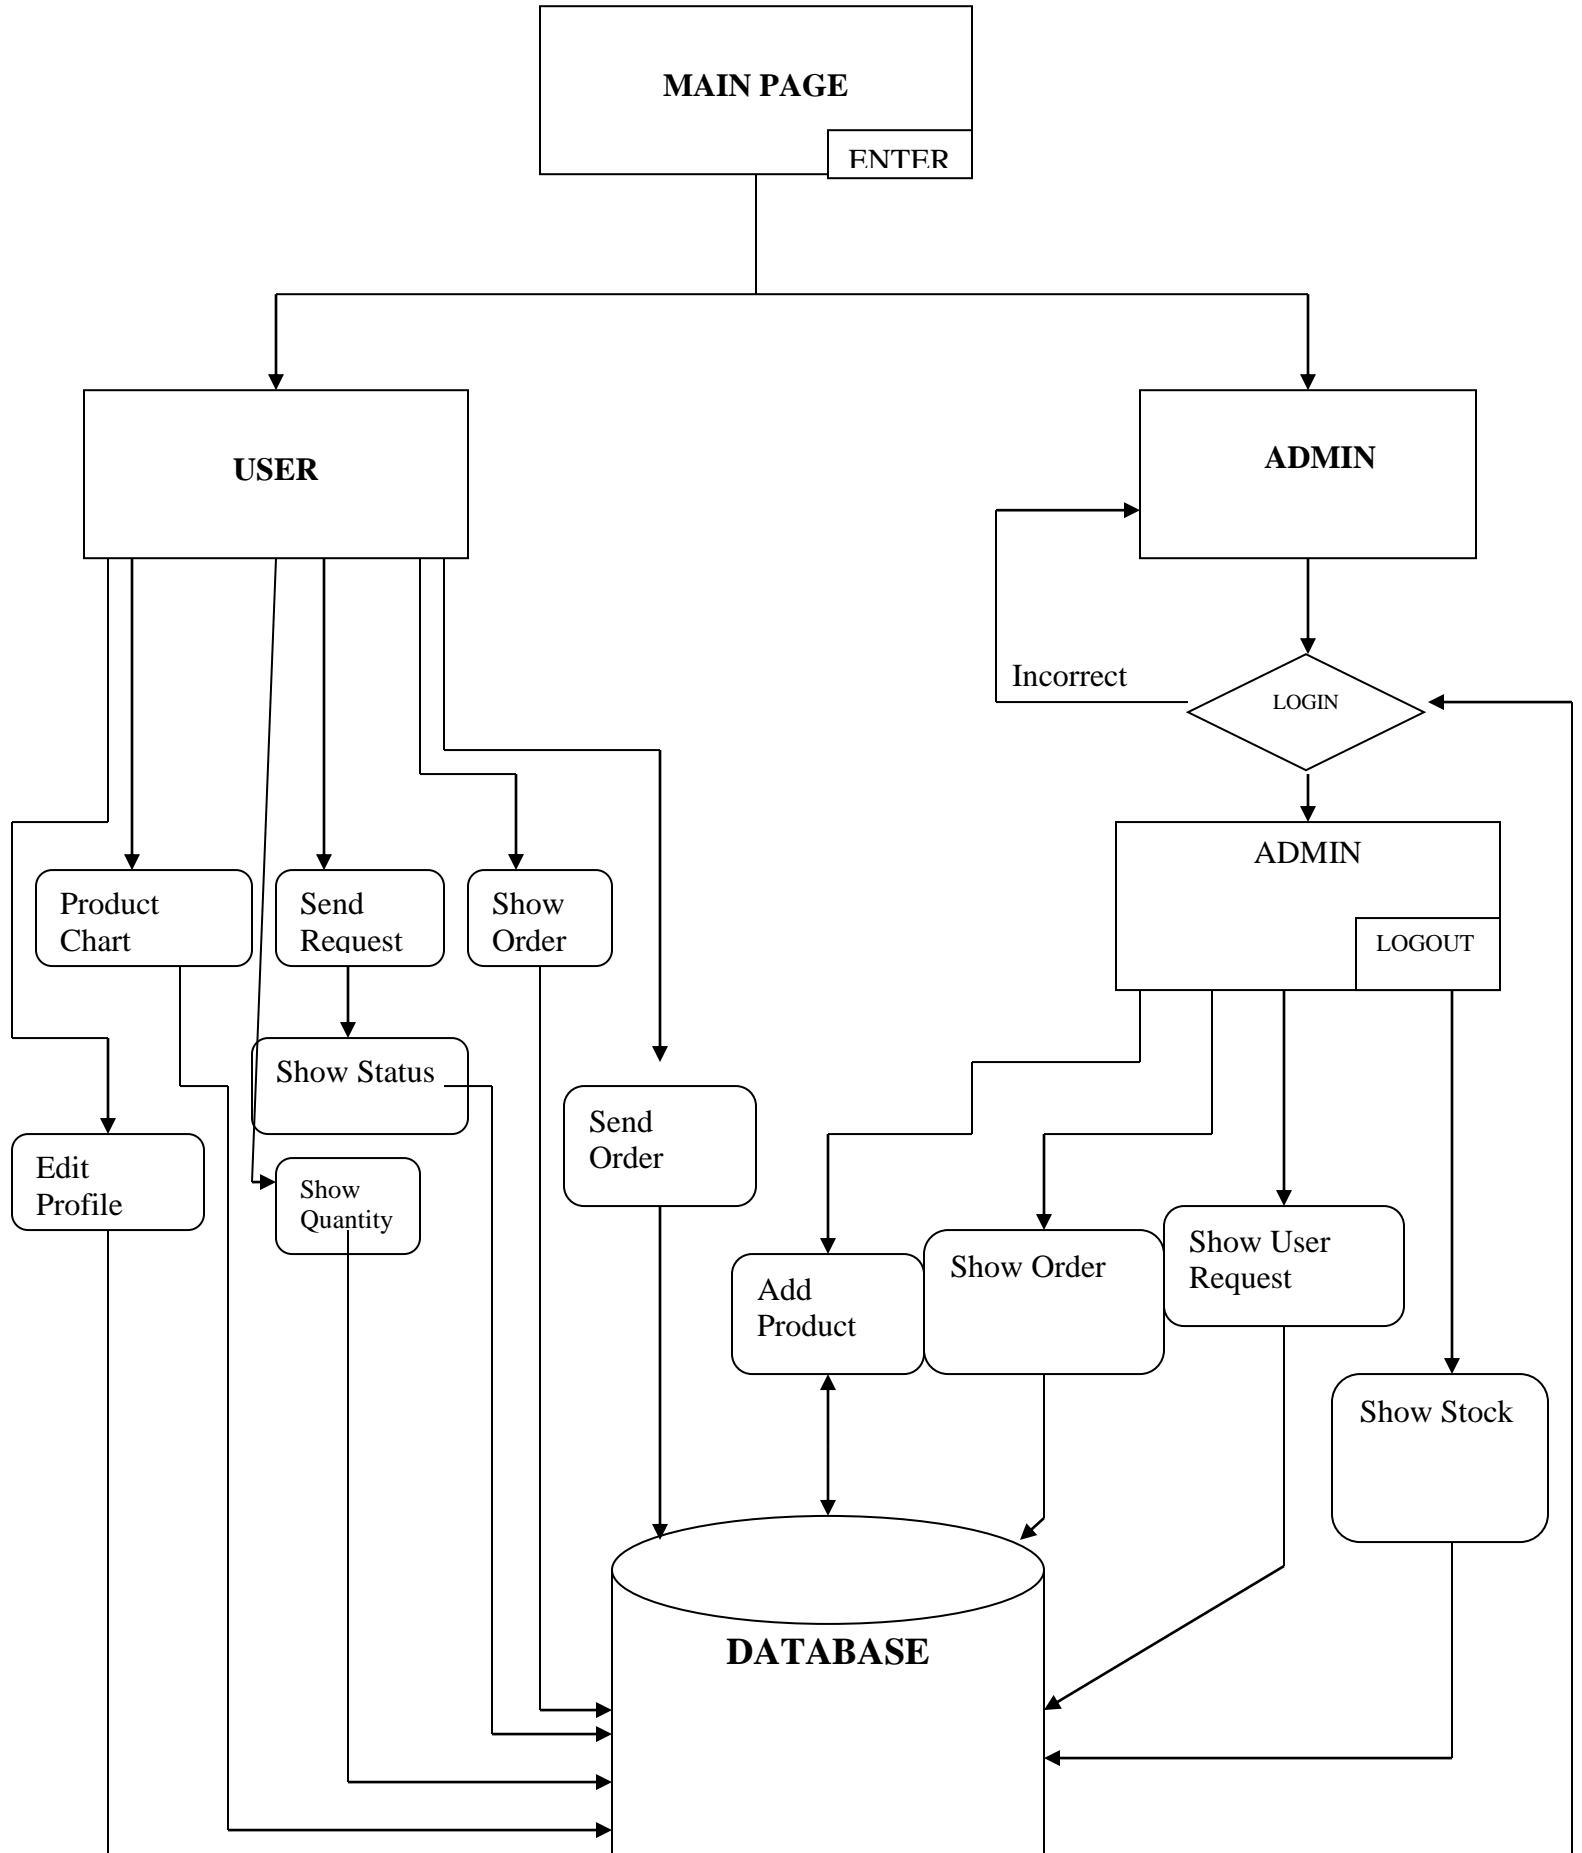 MAIN PAGE
ENTER
USER
ADMIN
Incorrect
LOGIN
ADMIN
LOGOUT
Product
Chart
Send
Request
Show
Order
Show Status
Send
Order
Edit
Profile
Show
Quantity
Add
Product
Show Order
Show User
Request
Show Stock
DATABASE